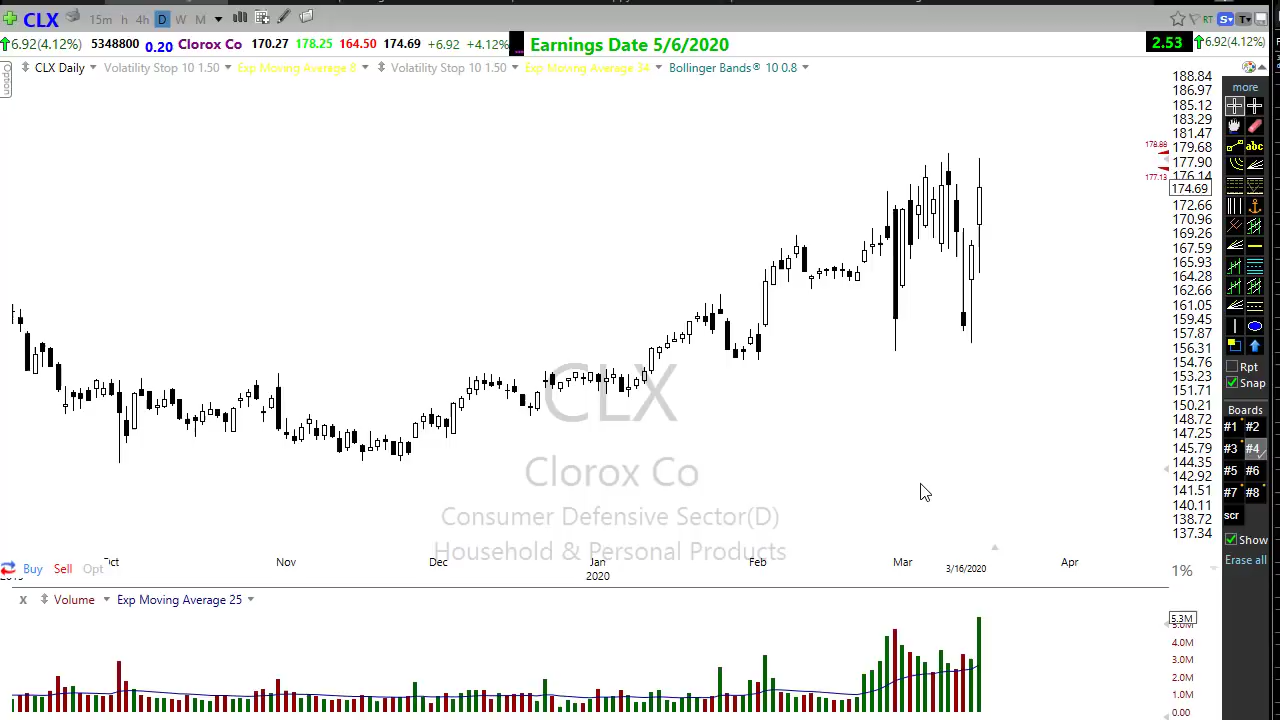 CLX 15m h 4h D W M RT S T
6.92(4.12%) 5348800 0.20 Clorox Co 170.27 178.25 164.50 174.69 +6.92 +4.12% Earnings Date 5/6/2020 2.53 6.92(4.12%)
Option
CLX Daily Volatility Stop 10 1.50 Exp Moving Average 8 Volatility Stop 10 1.50 Exp Moving Average 34 Bollinger Bands® 10 0.8
188.84
186.97
185.12
183.29
181.47
179.68
177.90
176.14
174.69
172.66
170.96
169.26
167.59
165.93
164.28
162.66
161.05
159.45
157.87
156.31
154.76
153.23
151.71
150.21
148.72
147.25
145.79
144.35
142.92
141.51
140.11
138.72
137.34
178.88
177.13
more
abc
Rpt
Snap
Boards
#1 #2
#3 #4
#5 #6
#7 #8
scr
Show
Erase all
CLX
Clorox Co
Consumer Defensive Sector(D)
Household & Personal Products
Nov Dec Jan Feb Mar Apr
2020 3/16/2020
Buy Sell Opt
1%
X Volume Exp Moving Average 25
5.3M
5.0M
4.0M
3.0M
2.0M
1.0M
0.00